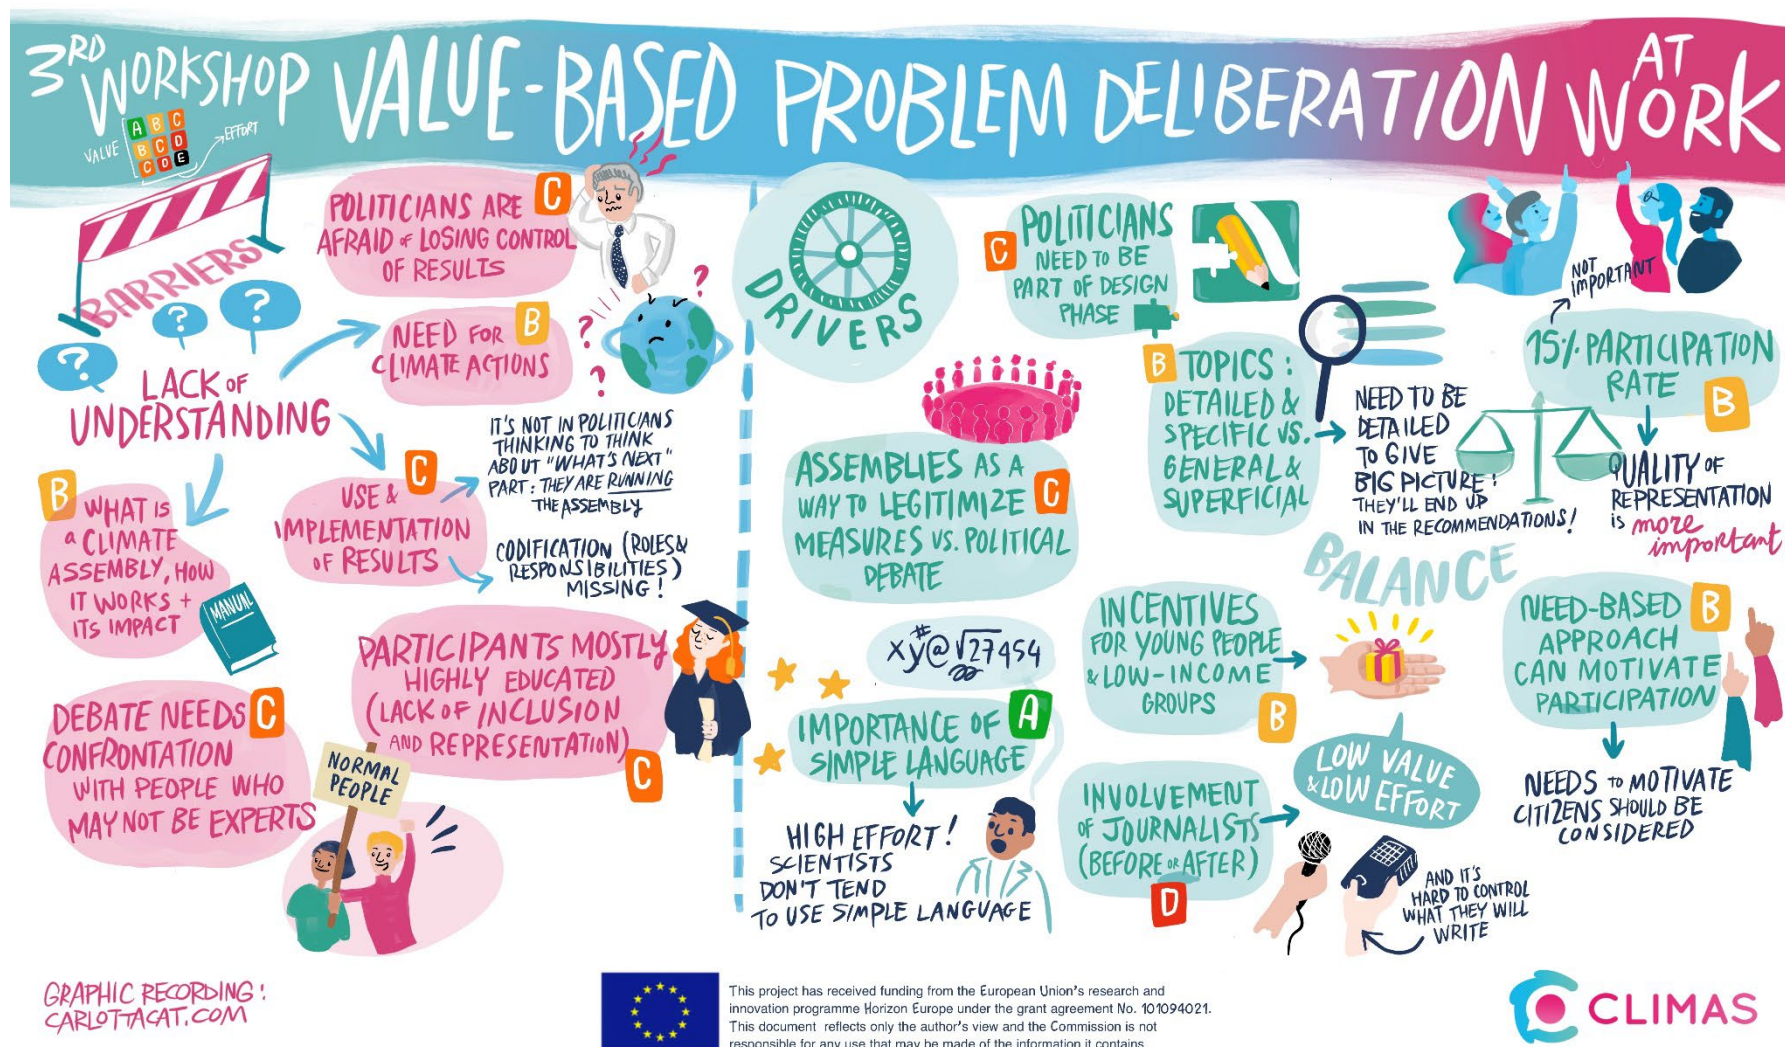 3RD WORKSHOP VALUE-BASED PROBLEM DELIBERATION AT WORK
VALUE
A B C
B C D
C D E
EFFORT
BARRIERS
?
?
?
LACK OF
UNDERSTANDING
POLITICIANS ARE
AFRAID OF LOSING CONTROL
OF RESULTS
C
NEED FOR
CLIMATE ACTIONS
B
?
?
?
B
WHAT IS
a CLIMATE
ASSEMBLY, HOW
IT WORKS +
ITS IMPACT
MANUAL
C
USE &
IMPLEMENTATION
OF RESULTS
IT'S NOT IN POLITICIANS
THINKING TO THINK
ABOUT "WHAT'S NEXT"
PART: THEY ARE RUNNING
THE ASSEMBLY
CODIFICATION (ROLES &
RESPONSIBILITIES)
MISSING!
PARTICIPANTS MOSTLY
HIGHLY EDUCATED
(LACK OF INCLUSION
AND REPRESENTATION)
C
DEBATE NEEDS
CONFRONTATION
WITH PEOPLE WHO
MAY NOT BE EXPERTS
C
NORMAL
PEOPLE
DRIVERS
C
POLITICIANS
NEED TO BE
PART OF DESIGN
PHASE
ASSEMBLIES AS A
WAY TO LEGITIMIZE
MEASURES VS. POLITICAL
DEBATE
C
B
TOPICS:
DETAILED &
SPECIFIC VS.
GENERAL &
SUPERFICIAL
NEED TO BE
DETAILED
TO GIVE
BIG PICTURE:
THEY'LL END UP
IN THE RECOMMENDATIONS!
NOT
IMPORTANT
15% PARTICIPATION
RATE
B
QUALITY OF
REPRESENTATION
is more
important
BALANCE
xy#@√27454
IMPORTANCE OF
SIMPLE LANGUAGE
A
HIGH EFFORT!
SCIENTISTS
DON'T TEND
TO USE SIMPLE LANGUAGE
INCENTIVES
FOR YOUNG PEOPLE
& LOW-INCOME
GROUPS
B
LOW VALUE
& LOW EFFORT
INVOLVEMENT
OF JOURNALISTS
(BEFORE OR AFTER)
D
AND IT'S
HARD TO CONTROL
WHAT THEY WILL
WRITE
NEED-BASED
APPROACH
CAN MOTIVATE
PARTICIPATION
B
NEEDS TO MOTIVATE
CITIZENS SHOULD BE
CONSIDERED
GRAPHIC RECORDING:
CARLOTTACAT.COM
This project has received funding from the European Union's research and
innovation programme Horizon Europe under the grant agreement No. 101094021.
This document reflects only the author's view and the Commission is not
responsible for any use that may be made of the information it contains
CLIMAS